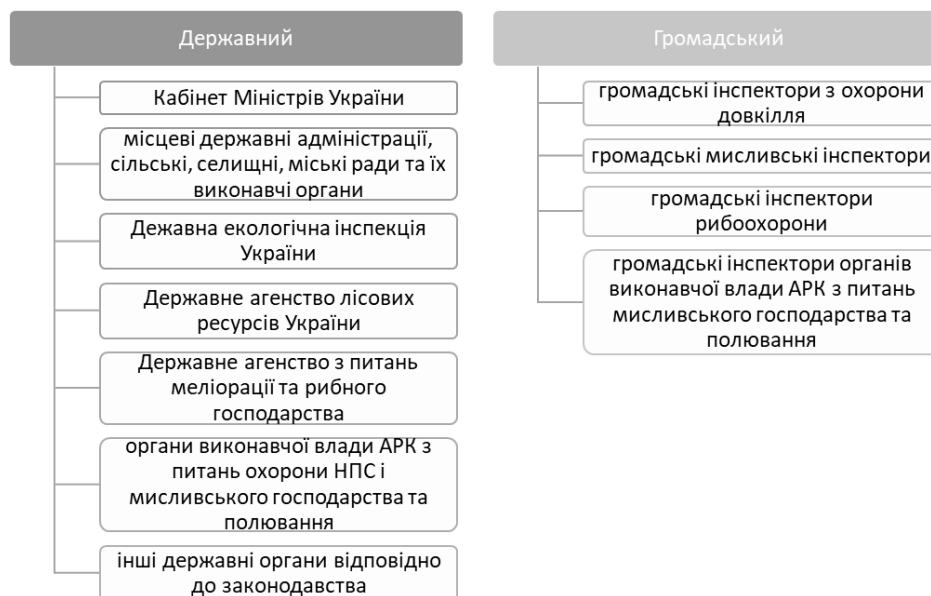 Державний
Кабінет Міністрів України
місцеві державні адміністрації,
сільські, селищні, міські ради та їх
виконавчі органи
Дежавна екологічна інспекція
України
Державне агенство лісових
ресурсів України
Державне агенство з питань
меліорації та рибного
господарства
органи виконавчої влади АРК з
питань охорони НПС і
мисливського господарства та
полювання
інші державні органи відповідно
до законодавства
Громадський
громадські інспектори з охорони
довкілля
громадські мисливські інспектори
громадські інспектори
рибоохорони
громадські інспектори органів
виконавчої влади АРК з питань
мисливського господарства та
полювання